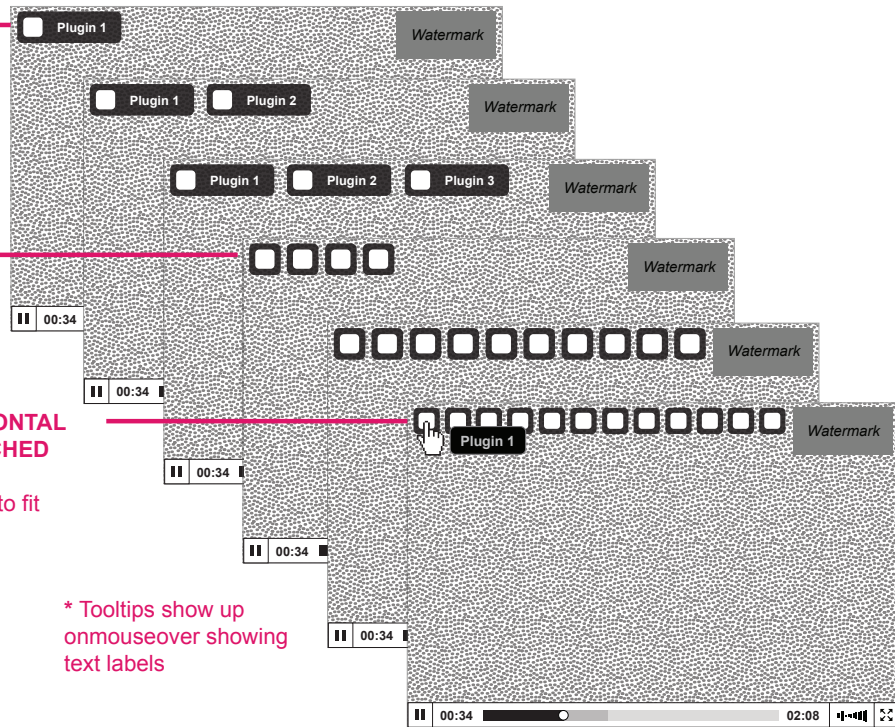 Plugin 1
Watermark
Plugin 1 Plugin 2
Watermark
Plugin 1 Plugin 2 Plugin 3
Watermark
Watermark
00:34
Watermark
00:34
ONTAL
CHED
Plugin 1
Watermark
00:34
to fit
00:34
* Tooltips show up
onmouseover showing
text labels
00:34
00:34 02:08